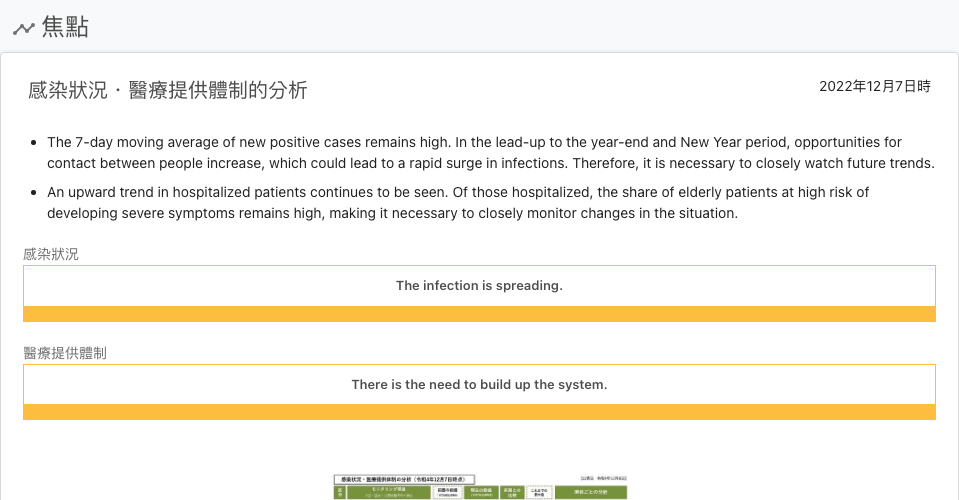 焦點
感染狀況・醫療提供體制的分析
2022年12月7日時
The 7-day moving average of new positive cases remains high. In the lead-up to the year-end and New Year period, opportunities for
contact between people increase, which could lead to a rapid surge in infections. Therefore, it is necessary to closely watch future trends.
An upward trend in hospitalized patients continues to be seen. Of those hospitalized, the share of elderly patients at high risk of
developing severe symptoms remains high, making it necessary to closely monitor changes in the situation.
感染狀況
The infection is spreading.
醫療提供體制
There is the need to build up the system.
感染状況・医療提供体制の分析（令和4年12月7日時点）
モニタリング項目